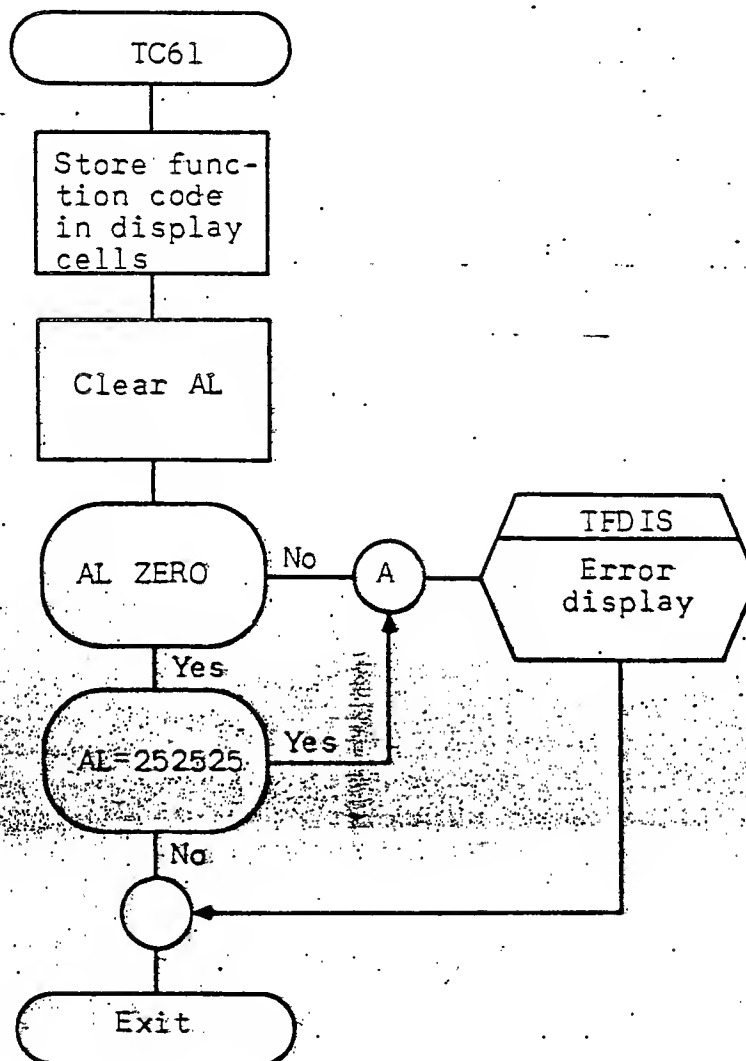 TC61
Store func-
tion code
in display
cells
Clear AL
AL ZERO
No
A
TFDIS
Error
display
Yes
AL=252525
Yes
No
Exit